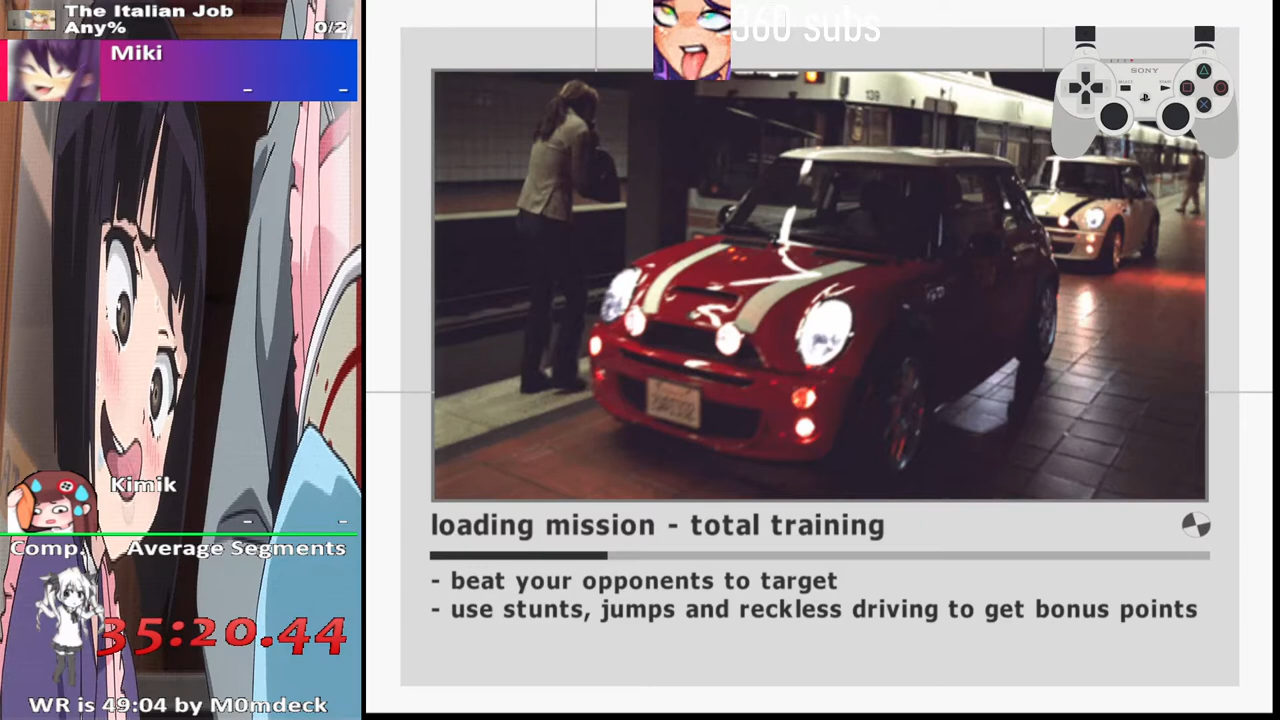 The Italian Job
Any%
0/2
Miki
- -
360 subs
SONY
139
Kimik
- -
Comp.
Average Segments
35:20.44
WR is 49:04 by M0mdeck
loading mission - total training
- beat your opponents to target
- use stunts, jumps and reckless driving to get bonus points